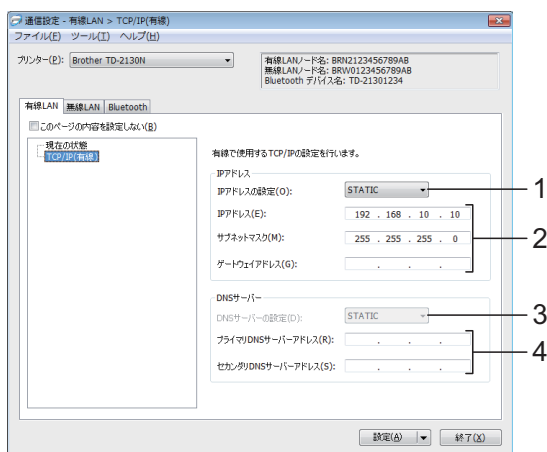 通信設定 - 有線LAN > TCP/IP(有線)
ファイル(F) ツール(T) ヘルプ(H)
プリンター(P): Brother TD-2130N
有線LANノード名: BRN2123456789AB
無線LANノード名: BRW0123456789AB
Bluetooth デバイス名: TD-21301234
有線LAN 無線LAN Bluetooth
このページの内容を設定しない(B)
現在の状態
TCP/IP(有線)
有線で使用するTCP/IPの設定を行います。
IPアドレス
IPアドレスの設定(O): STATIC 1
IPアドレス(E): 192 . 168 . 10 . 10
サブネットマスク(M): 255 . 255 . 255 . 0
2
ゲートウェイアドレス(G): . . .
DNSサーバー
DNSサーバーの設定(D): STATIC 3
プライマリDNSサーバーアドレス(R): . . .
4
セカンダリDNSサーバーアドレス(S): . . .
設定(A) 終了(X)